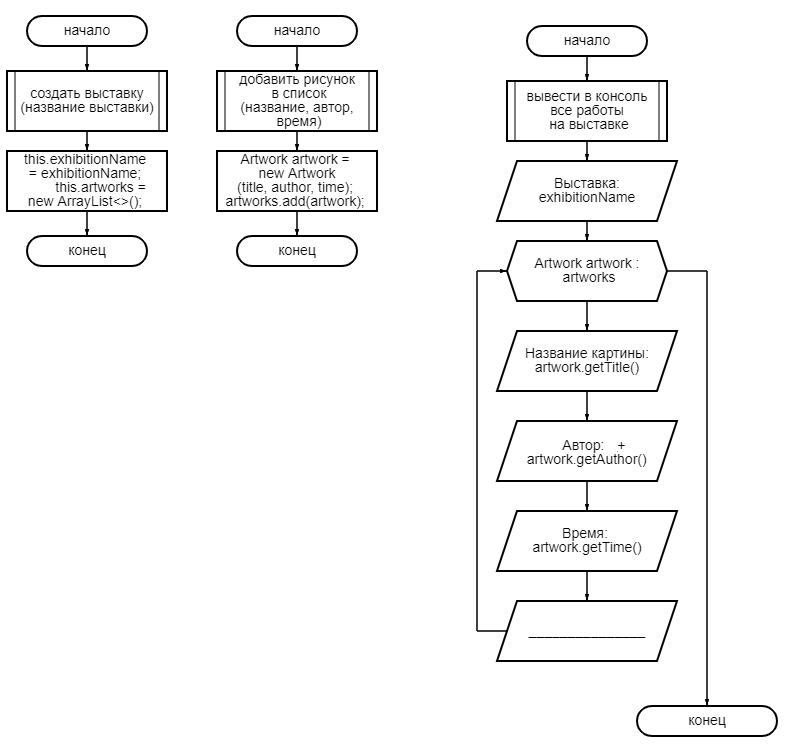 начало
создать выставку
(название выставки)
this.exhibitionName
= exhibitionName;
this.artworks =
new ArrayList<>();
конец
начало
добавить рисунок
в список
(название, автор,
время)
Artwork artwork =
new Artwork
(title, author, time);
artworks.add(artwork);
конец
начало
вывести в консоль
все работы
на выставке
Выставка:
exhibitionName
Artwork artwork :
artworks
Название картины:
artwork.getTitle()
Автор: +
artwork.getAuthor()
Время:
artwork.getTime()
_______________
конец